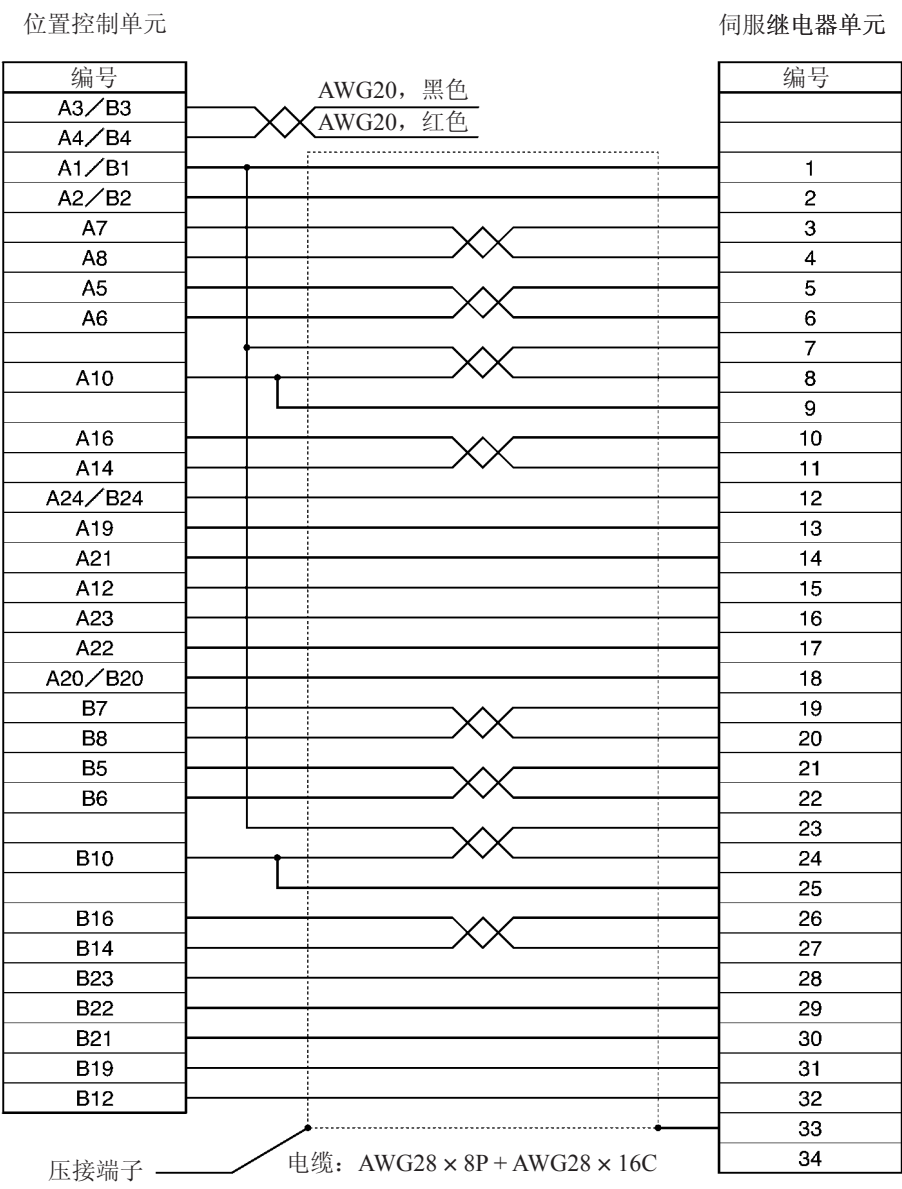 位置控制单元 伺服继电器单元
编号 编号
A3/B3 AWG20，黑色
A4/B4 AWG20，红色
A1/B1 1
A2/B2 2
A7 3
A8 4
A5 5
A6 6
7
A10 8
9
A16 10
A14 11
A24/B24 12
A19 13
A21 14
A12 15
A23 16
A22 17
A20/B20 18
B7 19
B8 20
B5 21
B6 22
23
B10 24
25
B16 26
B14 27
B23 28
B22 29
B21 30
B19 31
B12 32
33
压接端子 电缆：AWG28 × 8P + AWG28 × 16C 34